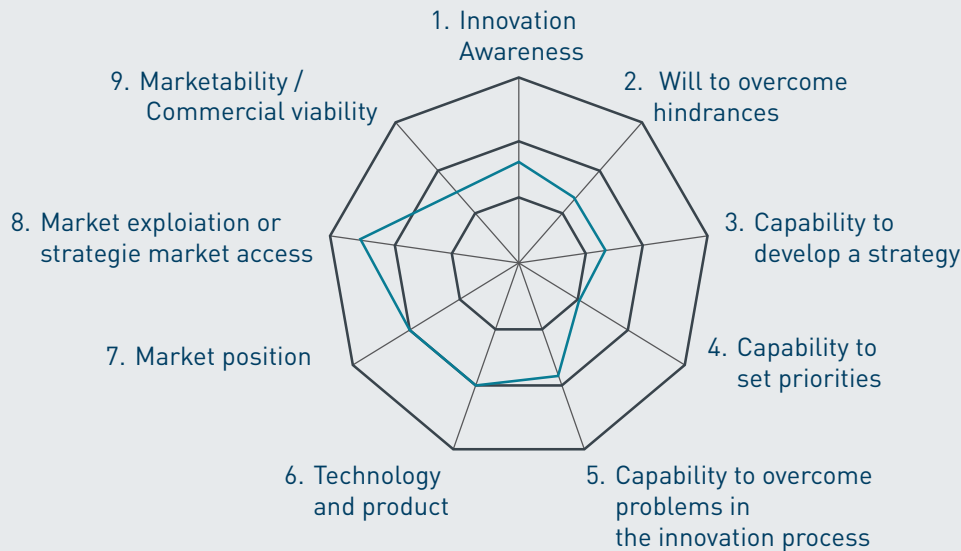 1. Innovation
Awareness
2. Will to overcome
hindrances
3. Capability to
develop a strategy
4. Capability to
set priorities
5. Capability to overcome
problems in
the innovation process
6. Technology
and product
7. Market position
8. Market exploiation or
strategie market access
9. Marketability /
Commercial viability